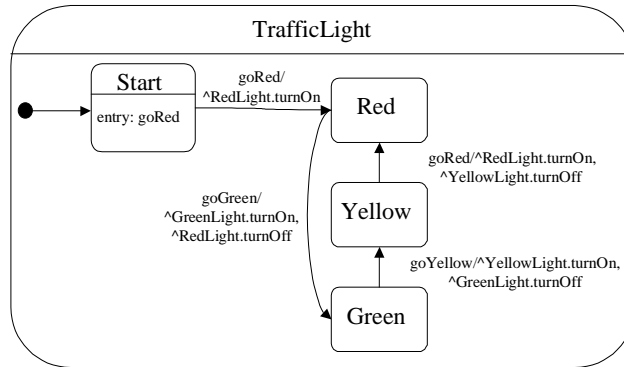 TrafficLight
Start
entry: goRed
goRed/
^RedLight.turnOn
Red
goRed/^RedLight.turnOn,
^YellowLight.turnOff
goGreen/
^GreenLight.turnOn,
^RedLight.turnOff
Yellow
goYellow/^YellowLight.turnOn,
^GreenLight.turnOff
Green